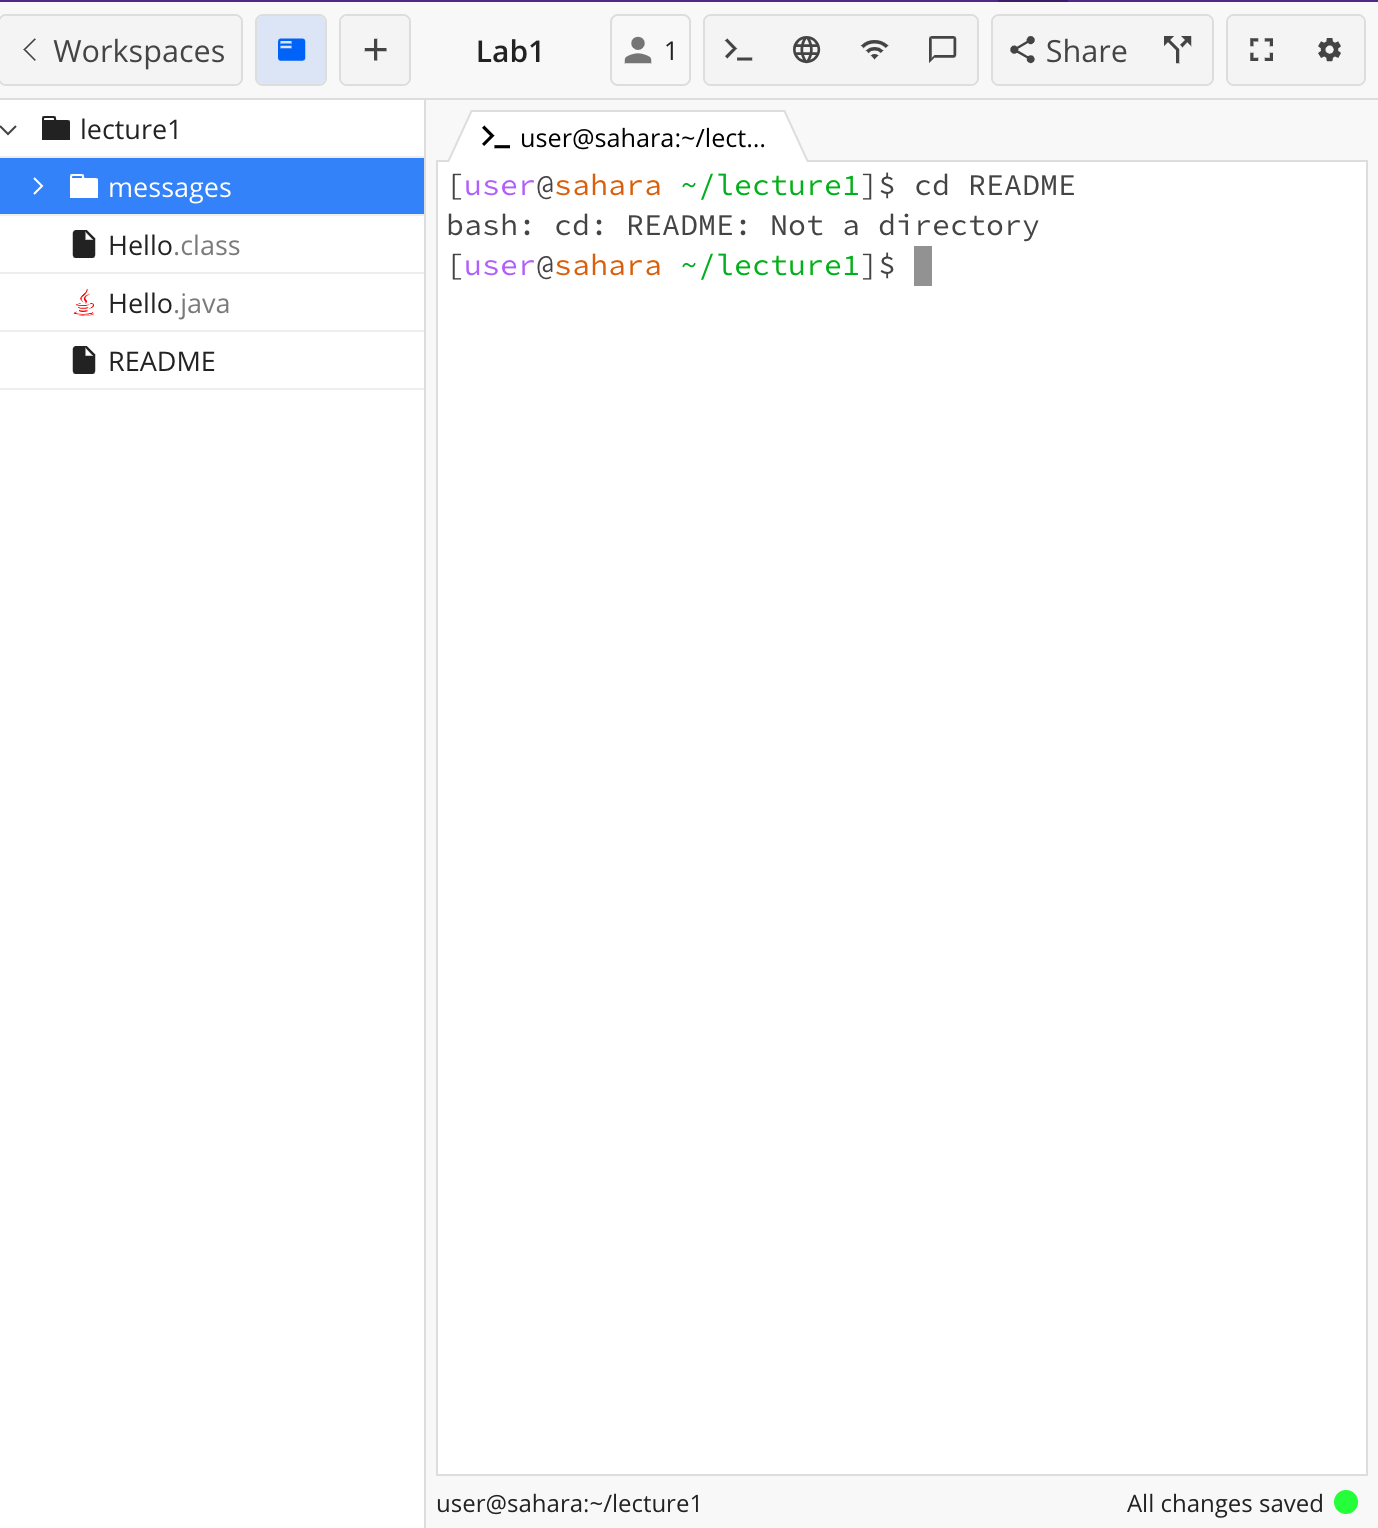 Workspaces
Lab1
1
Share
lecture1
messages
Hello.class
Hello.java
README
user@sahara:~/lect...
[user@sahara ~/lecture1]$ cd README
bash: cd: README: Not a directory
[user@sahara ~/lecture1]$
user@sahara:~/lecture1
All changes saved